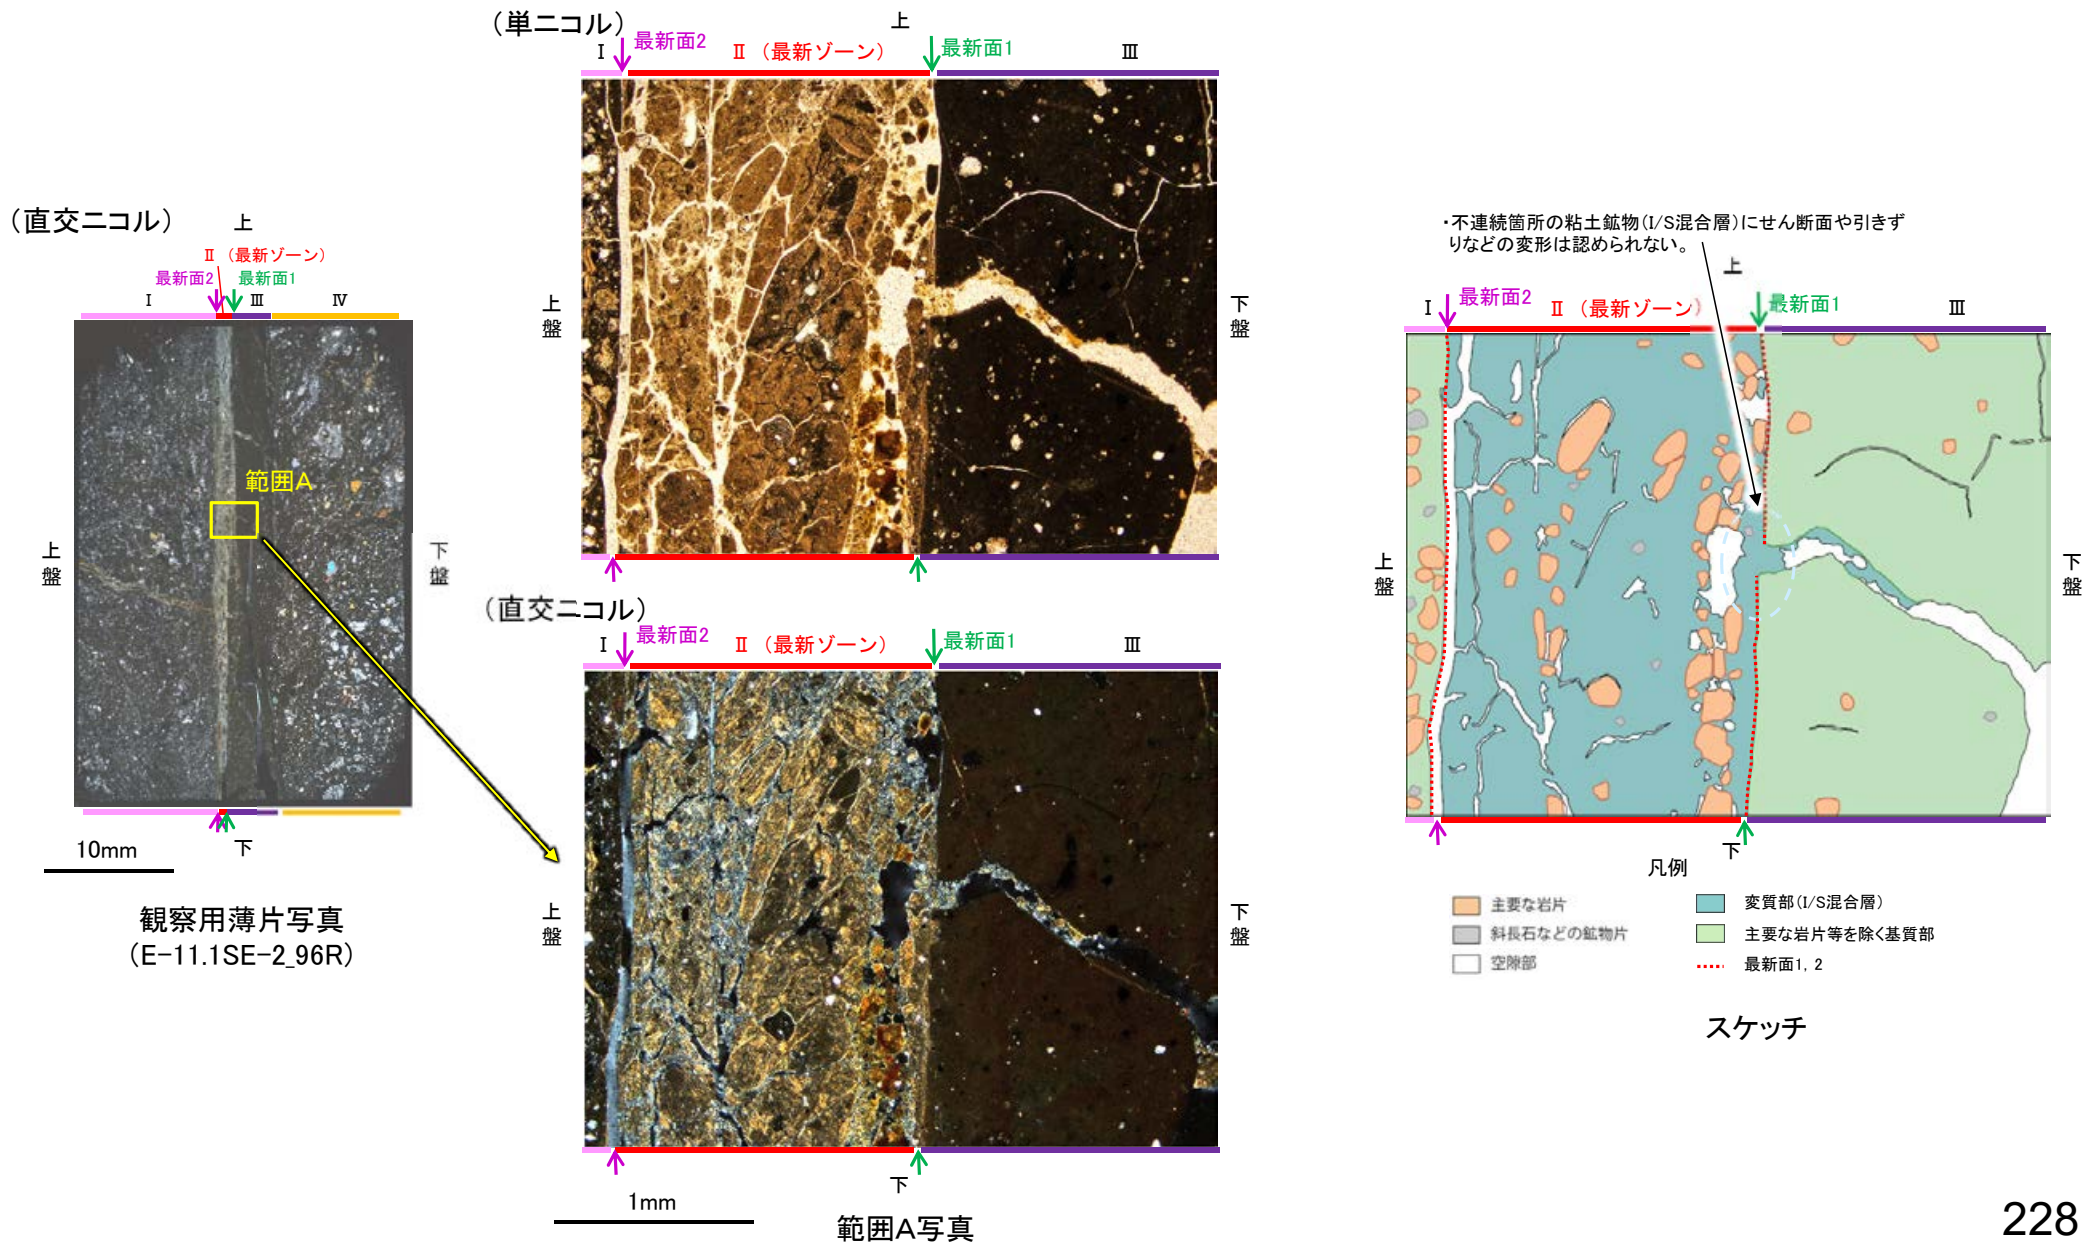 (直交ニコル)
上
Ⅱ (最新ゾーン)
最新面2
最新面1
Ⅰ
Ⅲ
Ⅳ
範囲A
上盤
下盤
下
10mm
観察用薄片写真
(E-11.1SE-2_96R)
(単ニコル)
上
Ⅰ
最新面2
Ⅱ (最新ゾーン)
最新面1
Ⅲ
上盤
下盤
(直交ニコル)
Ⅰ
最新面2
Ⅱ (最新ゾーン)
最新面1
Ⅲ
上盤
下盤
下
1mm
範囲A写真
・不連続箇所の粘土鉱物(I/S混合層)にせん断面や引きず
りなどの変形は認められない。
上
Ⅰ
最新面2
Ⅱ (最新ゾーン)
最新面1
Ⅲ
上盤
下盤
下
凡例
主要な岩片
斜長石などの鉱物片
空隙部
変質部(I/S混合層)
主要な岩片等を除く基質部
最新面1, 2
スケッチ
228